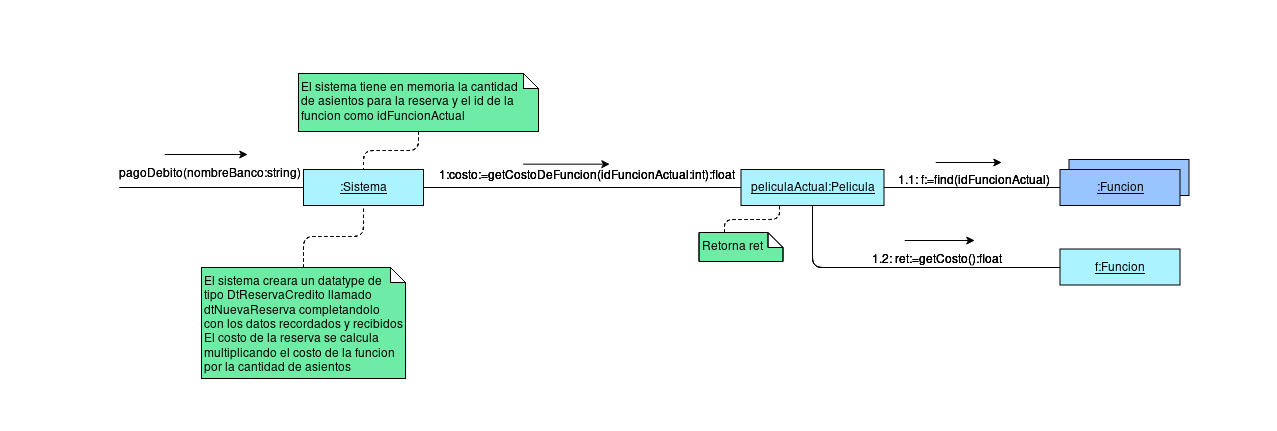 El sistema tiene en memoria la cantidad
de asientos para la reserva y el id de la
funcion como idFuncionActual
pagoDebito(nombreBanco:string)
:Sistema
1:costo:=getCostoDeFuncion(idFuncionActual:int):float
peliculaActual:Pelicula
1.1: f:=find(idFuncionActual)
:Funcion
Retorna ret
1.2: ret:=getCosto():float
f:Funcion
El sistema creara un datatype de
tipo DtReservaCredito llamado
dtNuevaReserva completandolo
con los datos recordados y recibidos
El costo de la reserva se calcula
multiplicando el costo de la funcion
por la cantidad de asientos